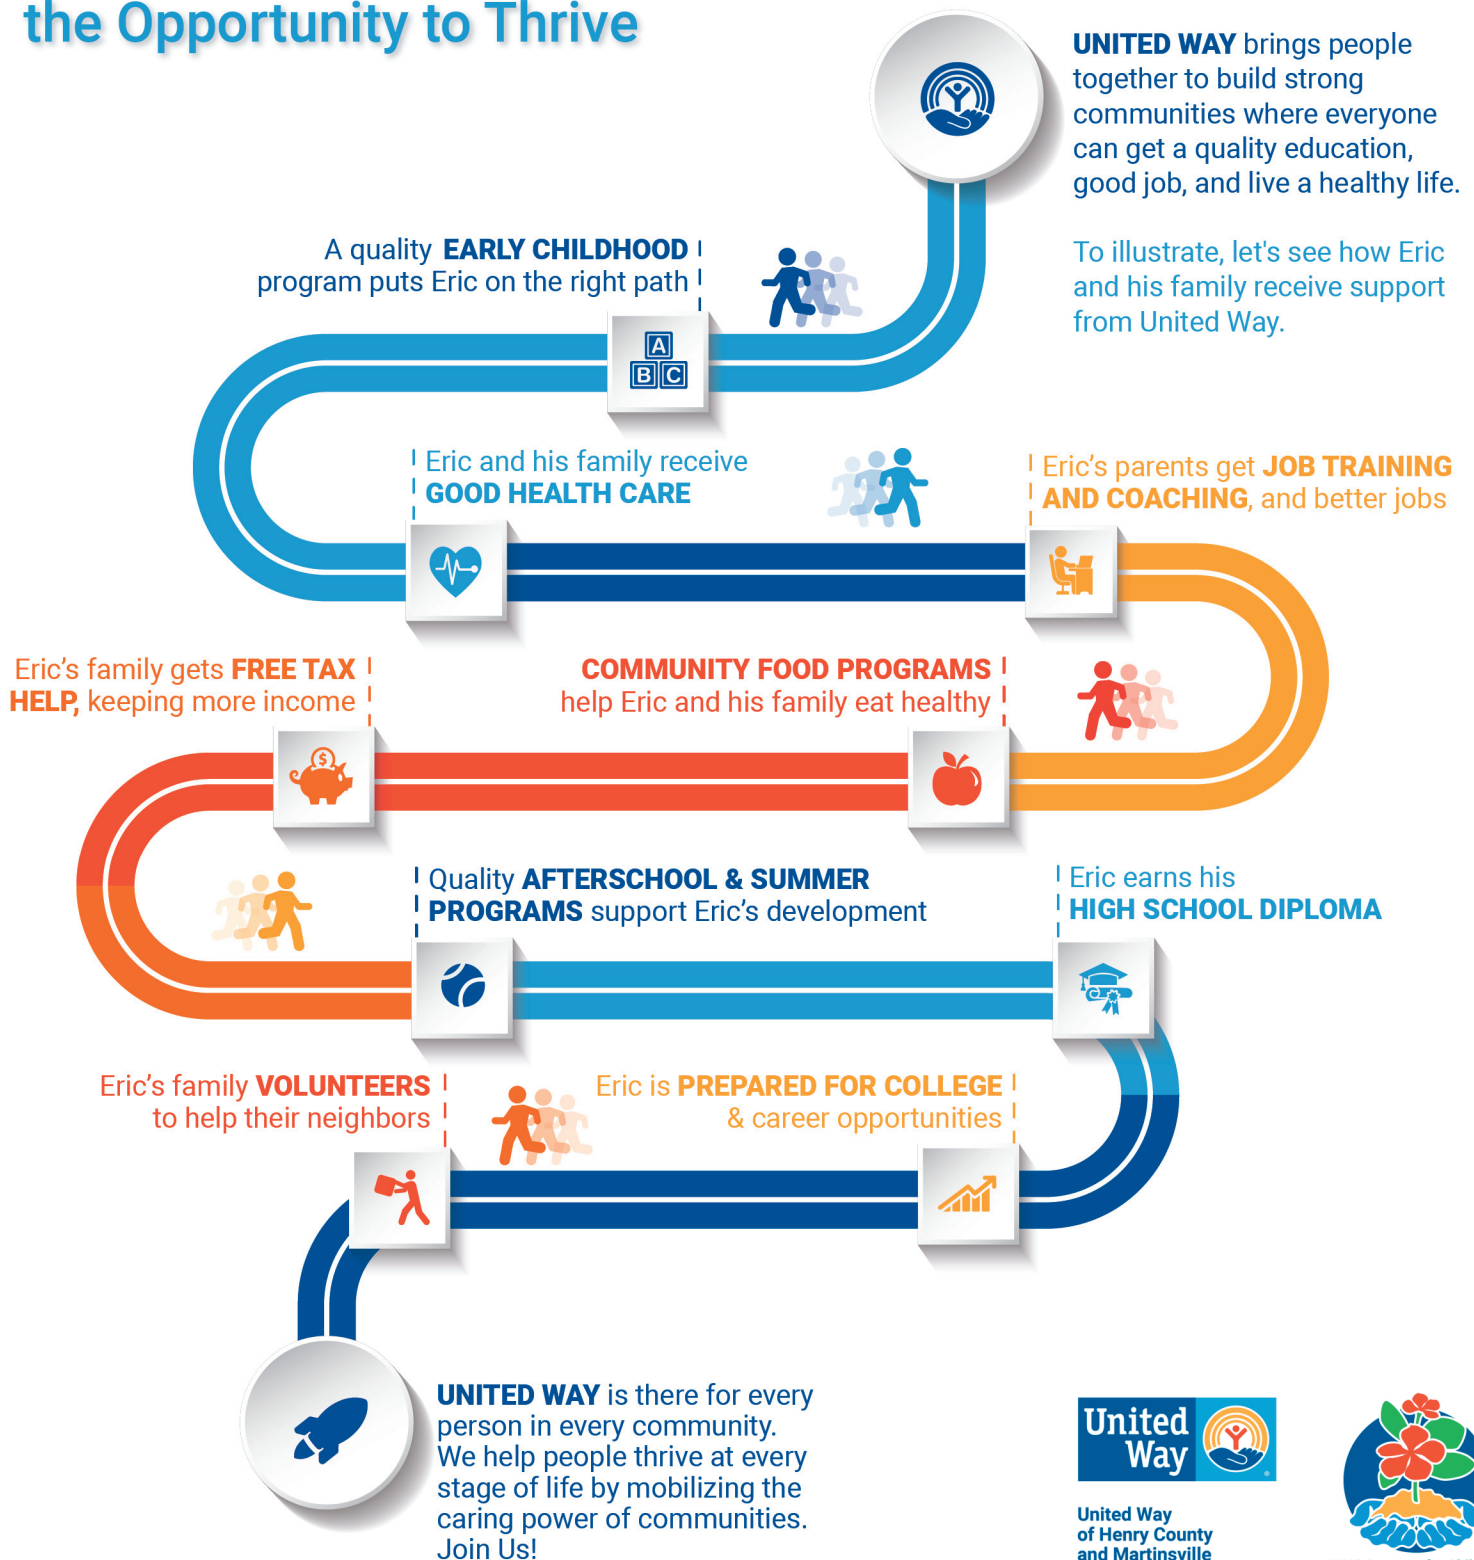 the Opportunity to Thrive
UNITED WAY brings people
together to build strong
communities where everyone
can get a quality education,
good job, and live a healthy life.
To illustrate, let's see how Eric
and his family receive support
from United Way.
A quality EARLY CHILDHOOD
program puts Eric on the right path
A
B C
Eric and his family receive
GOOD HEALTH CARE
Eric's parents get JOB TRAINING
AND COACHING, and better jobs
Eric's family gets FREE TAX
HELP, keeping more income
$
COMMUNITY FOOD PROGRAMS
help Eric and his family eat healthy
Quality AFTERSCHOOL & SUMMER
PROGRAMS support Eric's development
Eric earns his
HIGH SCHOOL DIPLOMA
Eric's family VOLUNTEERS
to help their neighbors
Eric is PREPARED FOR COLLEGE
& career opportunities
UNITED WAY is there for every
person in every community.
We help people thrive at every
stage of life by mobilizing the
caring power of communities.
Join Us!
United
Way
®
United Way
of Henry County
and Martinsville